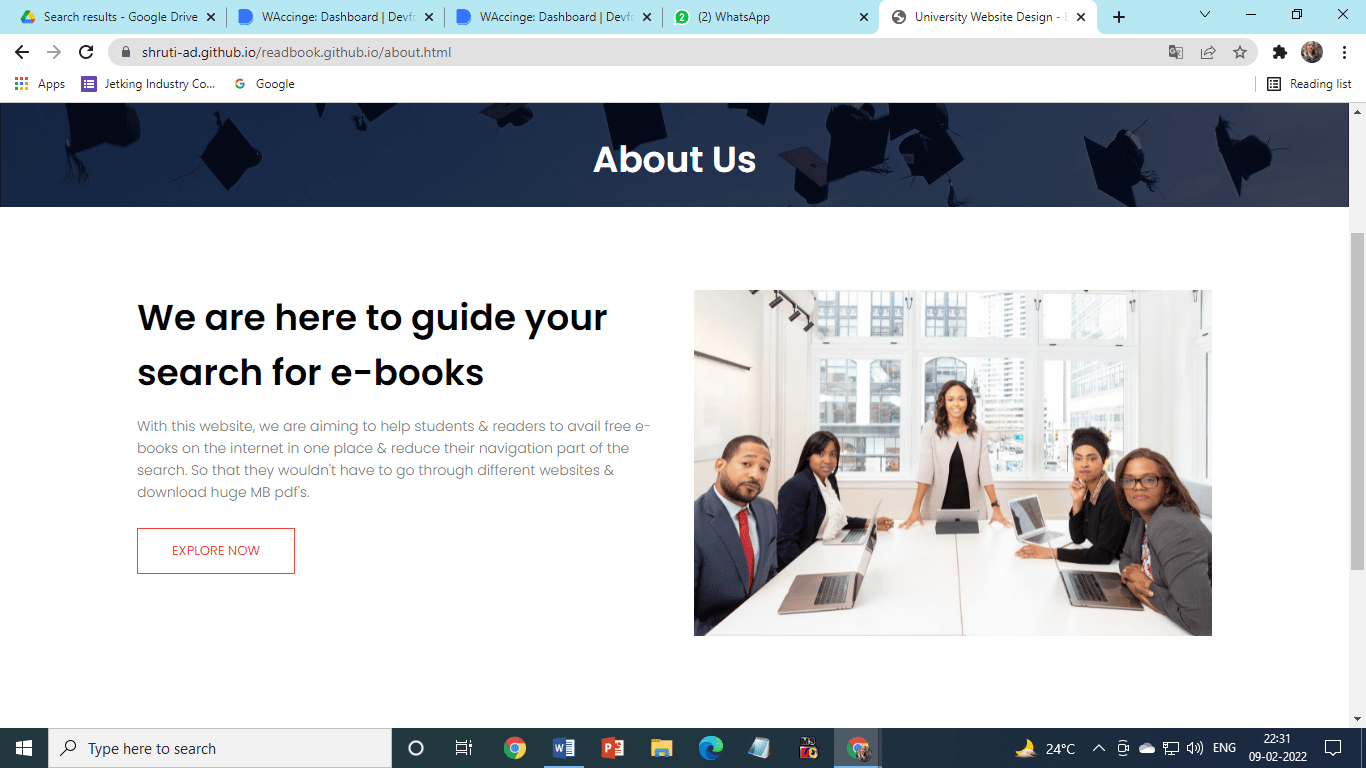 Search results - Google Drive
WAccinge: Dashboard | Devfo
WAccinge: Dashboard | Devfo
(2) WhatsApp
University Website Design - E
shruti-ad.github.io/readbook.github.io/about.html
Apps
Jetking Industry Co...
Google
Reading list
About Us
We are here to guide your
search for e-books
With this website, we are aiming to help students & readers to avail free e-
books on the internet in one place & reduce their navigation part of the
search. So that they wouldn't have to go through different websites &
download huge MB pdf's.
EXPLORE NOW
Type here to search
24°C
ENG
22:31
09-02-2022